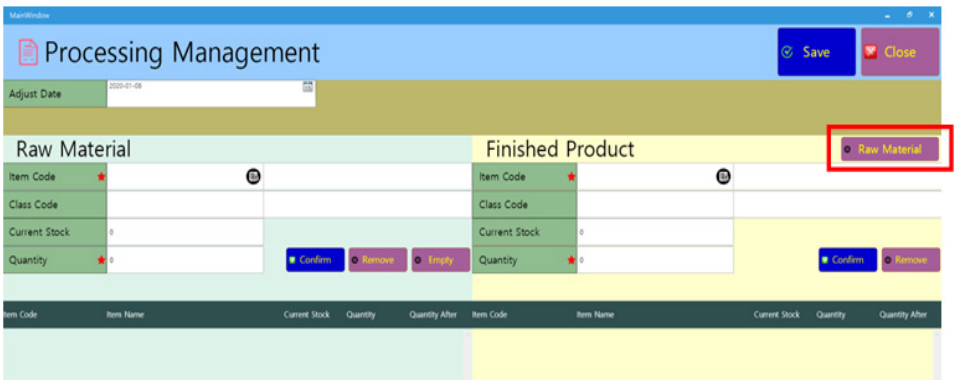 MainWindow
Processing Management
Save
Close
Adjust Date
2020-01-06
Raw Material
Finished Product
Raw Material
Item Code
Item Code
Class Code
Class Code
Current Stock
0
Current Stock
0
Quantity
0
Confirm
Remove
Empty
Quantity
0
Confirm
Remove
Item Code
Item Name
Current Stock
Quantity
Quantity After
Item Code
Item Name
Current Stock
Quantity
Quantity After